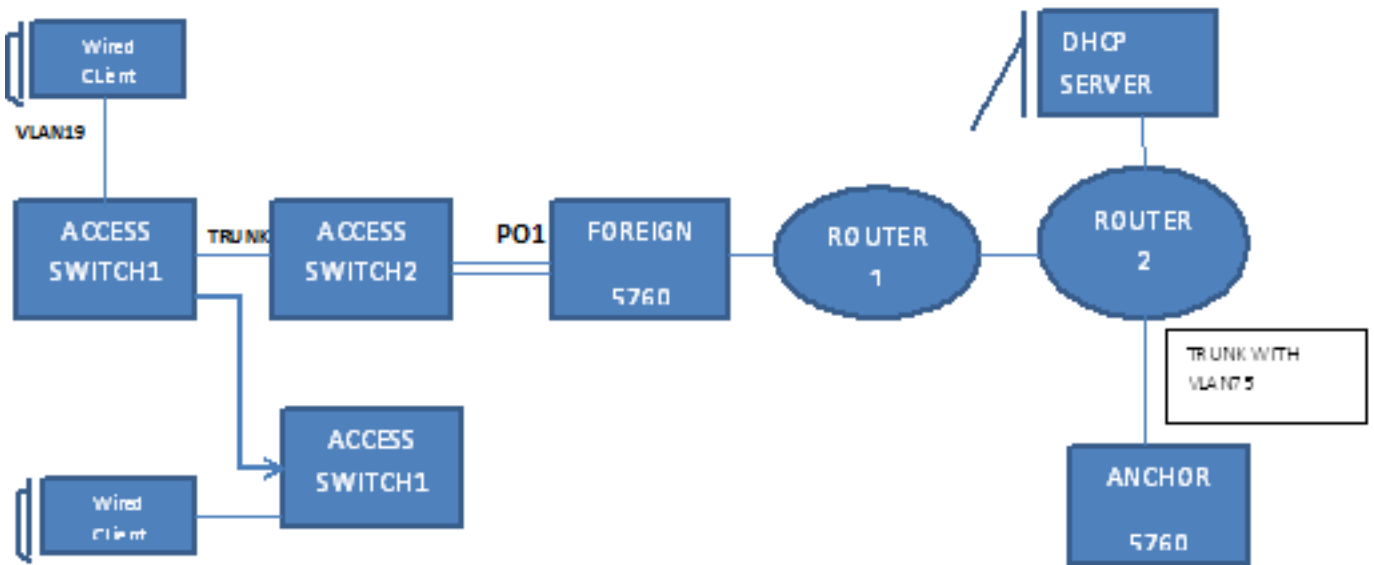 Wired
CLient
VLAN19
DHCP
SERVER
ACCESS
SWITCH1
TRUNK
ACCESS
SWITCH2
PO1
FOREIGN
5760
ROUTER
1
ROUTER
2
TRUNK WITH
VLAN75
ACCESS
SWITCH1
Wired
Client
ANCHOR
5760